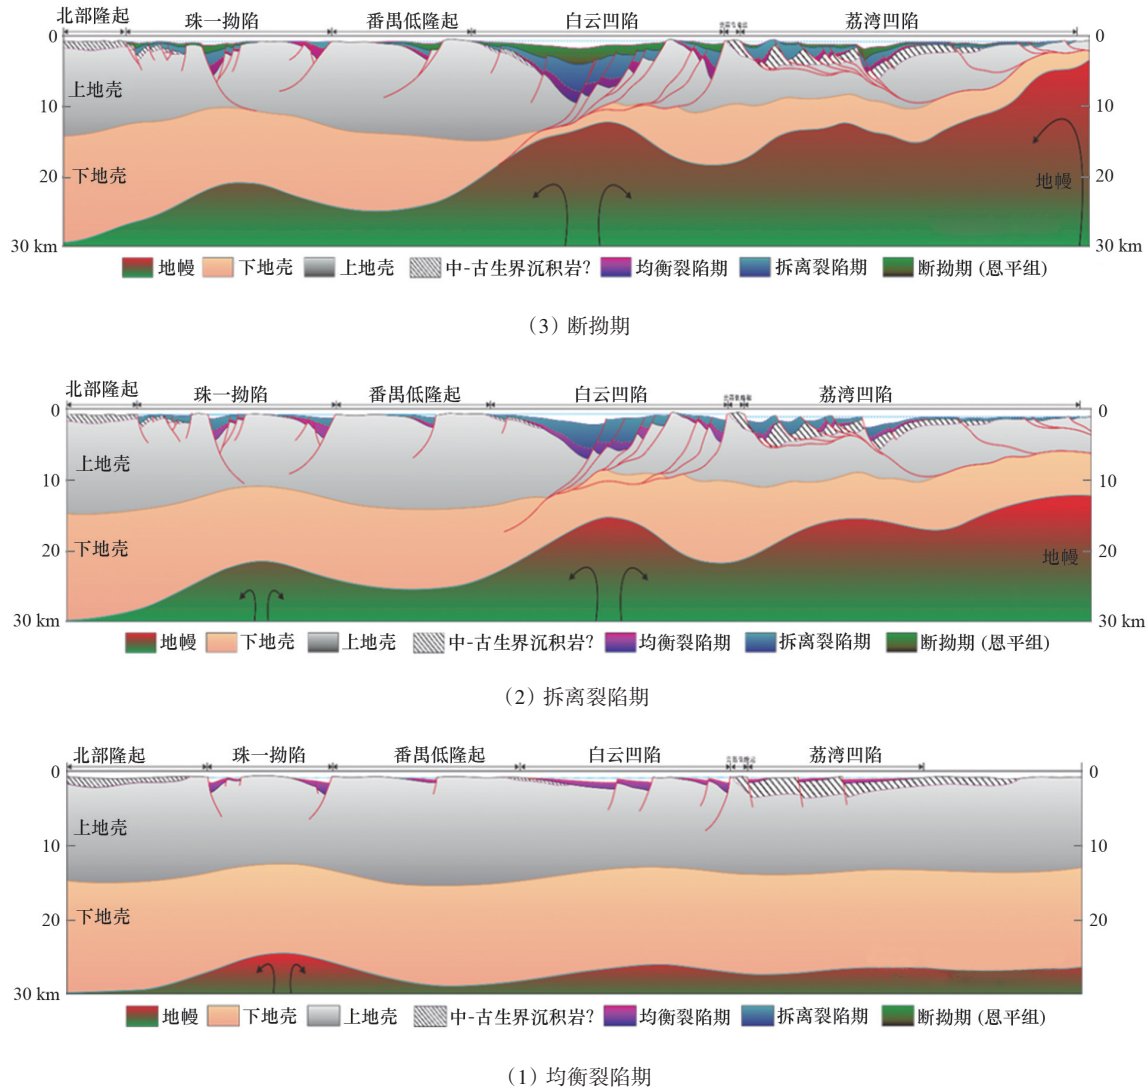 北部隆起 珠一拗陷 番禺低隆起 白云凹陷 荔湾凹陷
0 0
上地壳
10 10
下地壳
地幔
20 20
30 km 30 km
地幔 下地壳 上地壳 中-古生界沉积岩? 均衡裂陷期 拆离裂陷期 断拗期 (恩平组)
(3) 断拗期
北部隆起 珠一拗陷 番禺低隆起 白云凹陷 荔湾凹陷
0 0
上地壳
10 10
下地壳
20 20
地幔
30 km 30 km
地幔 下地壳 上地壳 中-古生界沉积岩? 均衡裂陷期 拆离裂陷期 断拗期 (恩平组)
(2) 拆离裂陷期
北部隆起 珠一拗陷 番禺低隆起 白云凹陷 荔湾凹陷
0 0
上地壳
10 10
下地壳
20 20
30 km
地幔 下地壳 上地壳 中-古生界沉积岩? 均衡裂陷期 拆离裂陷期 断拗期 (恩平组)
(1) 均衡裂陷期